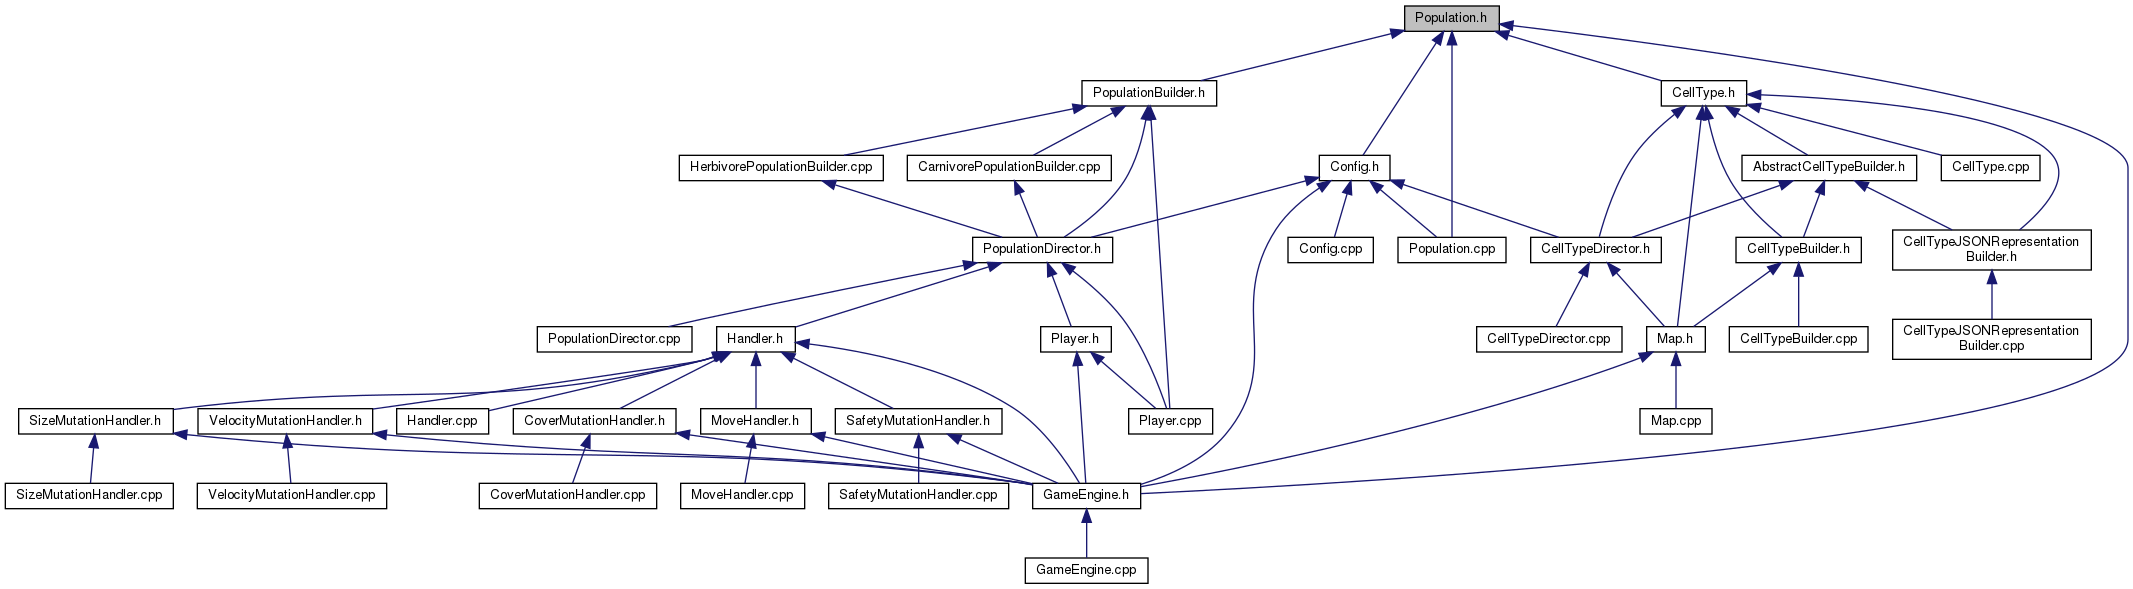 Population.h
PopulationBuilder.h
CellType.h
HerbivorePopulationBuilder.cpp
CarnivorePopulationBuilder.cpp
Config.h
AbstractCellTypeBuilder.h
CellType.cpp
PopulationDirector.h
Config.cpp
Population.cpp
CellTypeDirector.h
CellTypeBuilder.h
CellTypeJSONRepresentation
Builder.h
PopulationDirector.cpp
Handler.h
Player.h
CellTypeDirector.cpp
Map.h
CellTypeBuilder.cpp
CellTypeJSONRepresentation
Builder.cpp
SizeMutationHandler.h
VelocityMutationHandler.h
Handler.cpp
CoverMutationHandler.h
MoveHandler.h
SafetyMutationHandler.h
Player.cpp
Map.cpp
SizeMutationHandler.cpp
VelocityMutationHandler.cpp
CoverMutationHandler.cpp
MoveHandler.cpp
SafetyMutationHandler.cpp
GameEngine.h
GameEngine.cpp